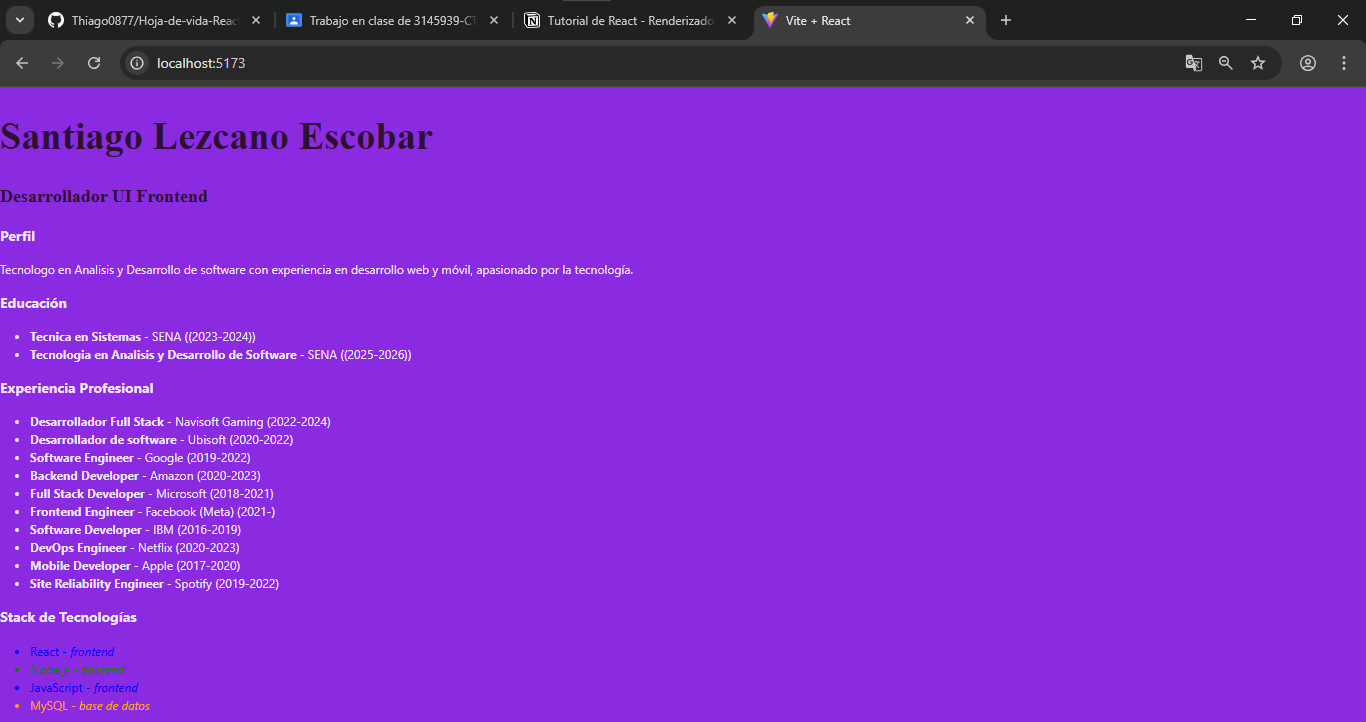 Thiago0877/Hoja-de-vida-Reac
Trabajo en clase de 3145939-CT
Tutorial de React - Renderizado
Vite + React
localhost:5173
Santiago Lezcano Escobar
Desarrollador UI Frontend
Perfil
Tecnologo en Analisis y Desarrollo de software con experiencia en desarrollo web y móvil, apasionado por la tecnología.
Educación
• Tecnica en Sistemas - SENA ((2023-2024))
• Tecnologia en Analisis y Desarrollo de Software - SENA ((2025-2026))
Experiencia Profesional
• Desarrollador Full Stack - Navisoft Gaming (2022-2024)
• Desarrollador de software - Ubisoft (2020-2022)
• Software Engineer - Google (2019-2022)
• Backend Developer - Amazon (2020-2023)
• Full Stack Developer - Microsoft (2018-2021)
• Frontend Engineer - Facebook (Meta) (2021-)
• Software Developer - IBM (2016-2019)
• DevOps Engineer - Netflix (2020-2023)
• Mobile Developer - Apple (2017-2020)
• Site Reliability Engineer - Spotify (2019-2022)
Stack de Tecnologías
• React - frontend
• Node.js - backend
• JavaScript - frontend
• MySQL - base de datos